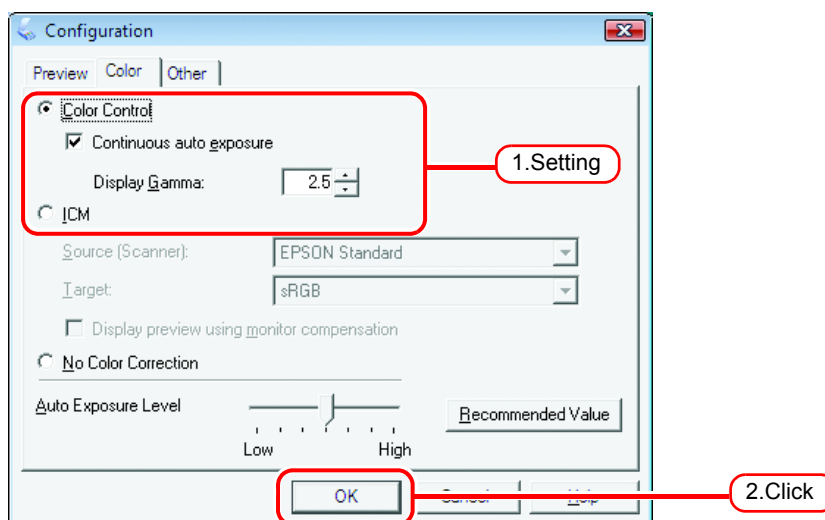 Configuration
Preview Color Other
Color Control
Continuous auto exposure
1.Setting
Display Gamma: 2.5
ICM
Source (Scanner): EPSON Standard
Target: sRGB
Display preview using monitor compensation
No Color Correction
Auto Exposure Level
Recommended Value
Low High
OK Cancel Help
2.Click